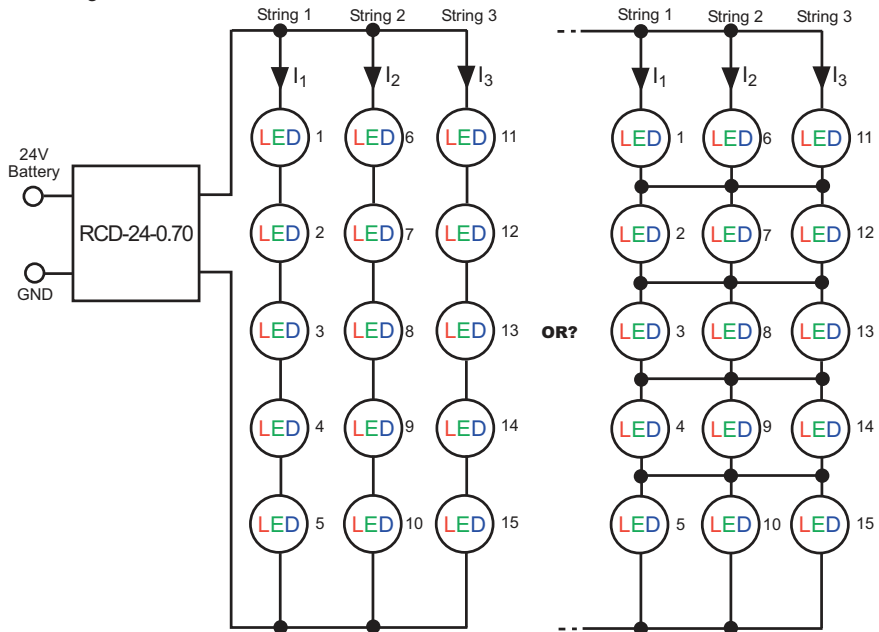 String 1 String 2 String 3 String 1 String 2 String 3
I1 I2 I3 I1 I2 I3
LED 1 LED 6 LED 11 LED 1 LED 6 LED 11
24V
Battery
RCD-24-0.70
GND
LED 2 LED 7 LED 12 LED 2 LED 7 LED 12
LED 3 LED 8 LED 13 OR? LED 3 LED 8 LED 13
LED 4 LED 9 LED 14 LED 4 LED 9 LED 14
LED 5 LED 10 LED 15 LED 5 LED 10 LED 15